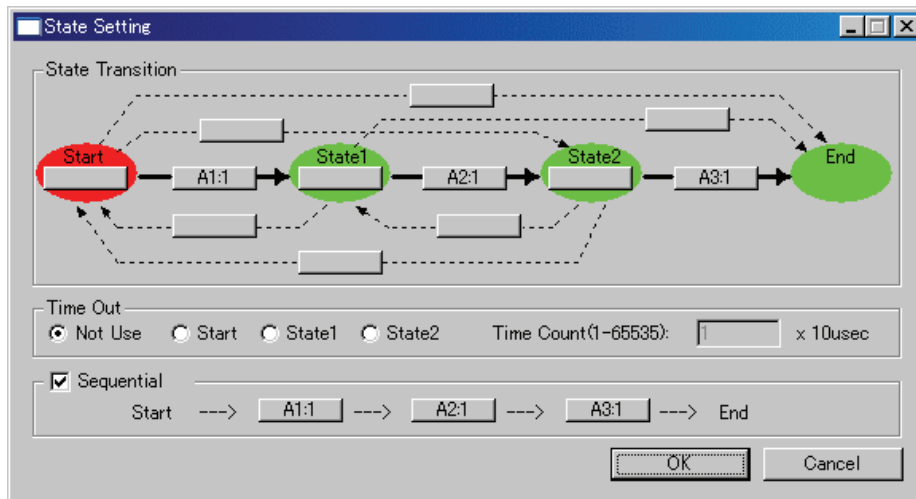 State Setting
State Transition
Start State1 State2 End
A1:1 A2:1 A3:1
Time Out
Not Use Start State1 State2 Time Count(1-65535): 1 x 10usec
Sequential
Start ---> A1:1 ---> A2:1 ---> A3:1 ---> End
OK Cancel